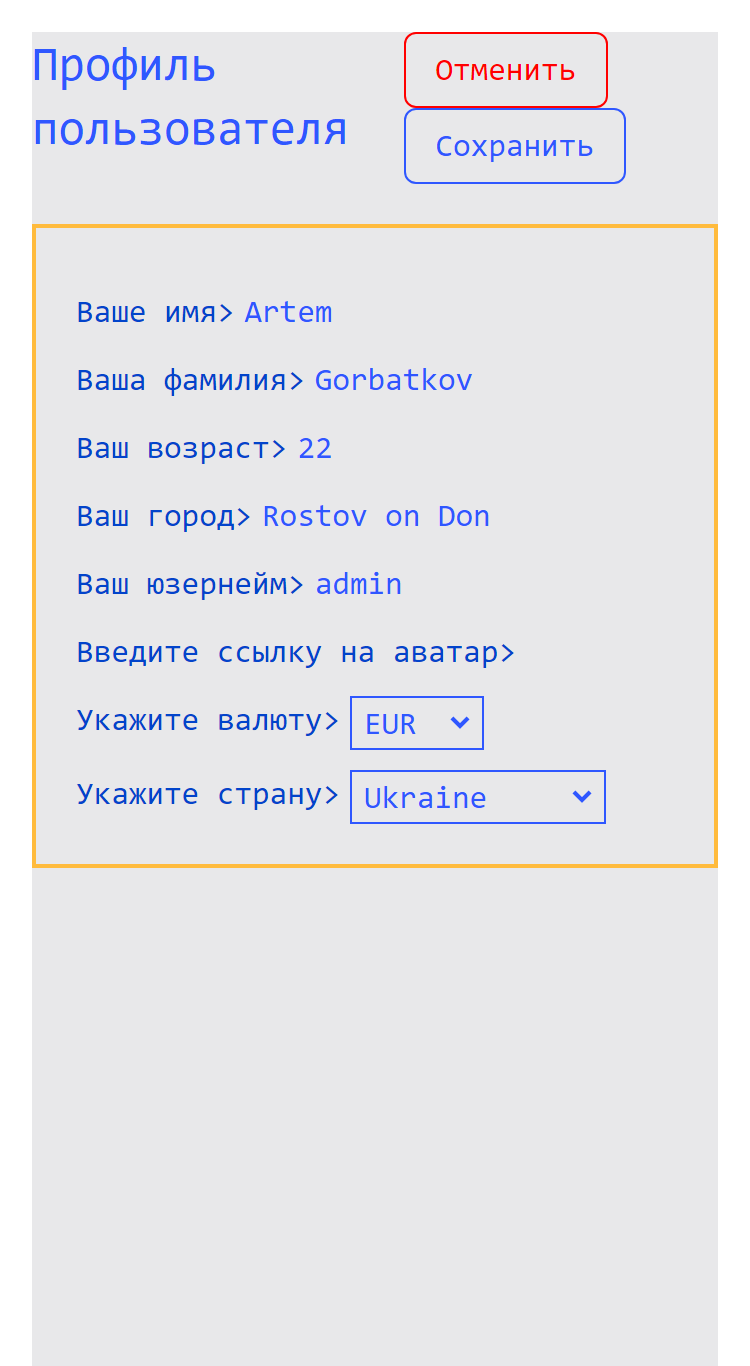 Профиль
пользователя
Отменить
Сохранить
Ваше имя> Artem
Ваша фамилия> Gorbatkov
Ваш возраст> 22
Ваш город> Rostov on Don
Ваш юзернейм> admin
Введите ссылку на аватар>
Укажите валюту> EUR
Укажите страну> Ukraine